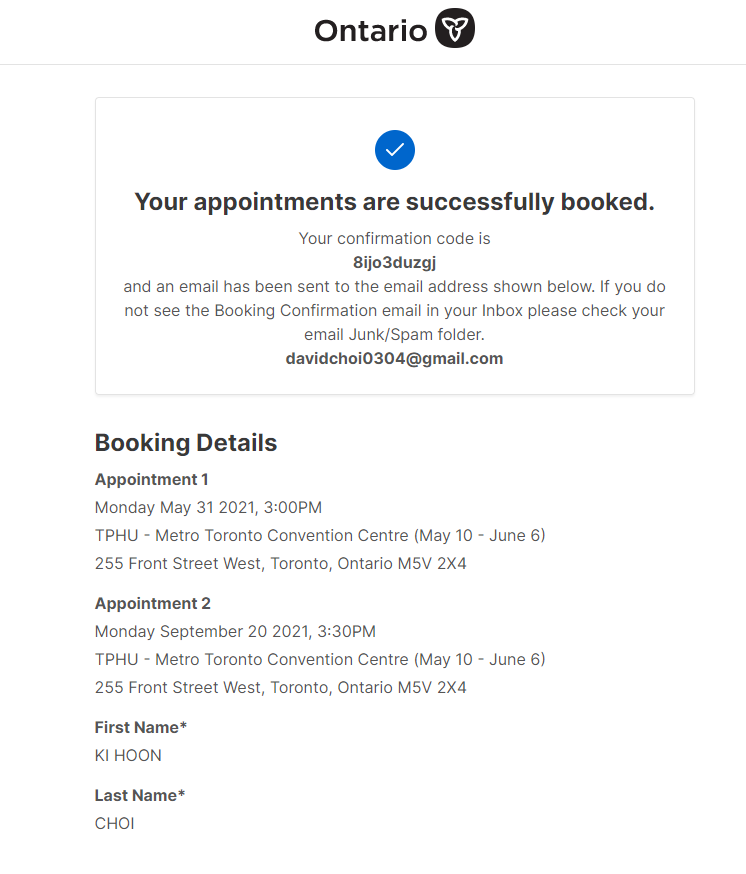 Ontario
Your appointments are successfully booked.
Your confirmation code is
8ijo3duzgj
and an email has been sent to the email address shown below. If you do
not see the Booking Confirmation email in your Inbox please check your
email Junk/Spam folder.
davidchoi0304@gmail.com
Booking Details
Appointment 1
Monday May 31 2021, 3:00PM
TPHU - Metro Toronto Convention Centre (May 10 - June 6)
255 Front Street West, Toronto, Ontario M5V 2X4
Appointment 2
Monday September 20 2021, 3:30PM
TPHU - Metro Toronto Convention Centre (May 10 - June 6)
255 Front Street West, Toronto, Ontario M5V 2X4
First Name*
KI HOON
Last Name*
CHOI